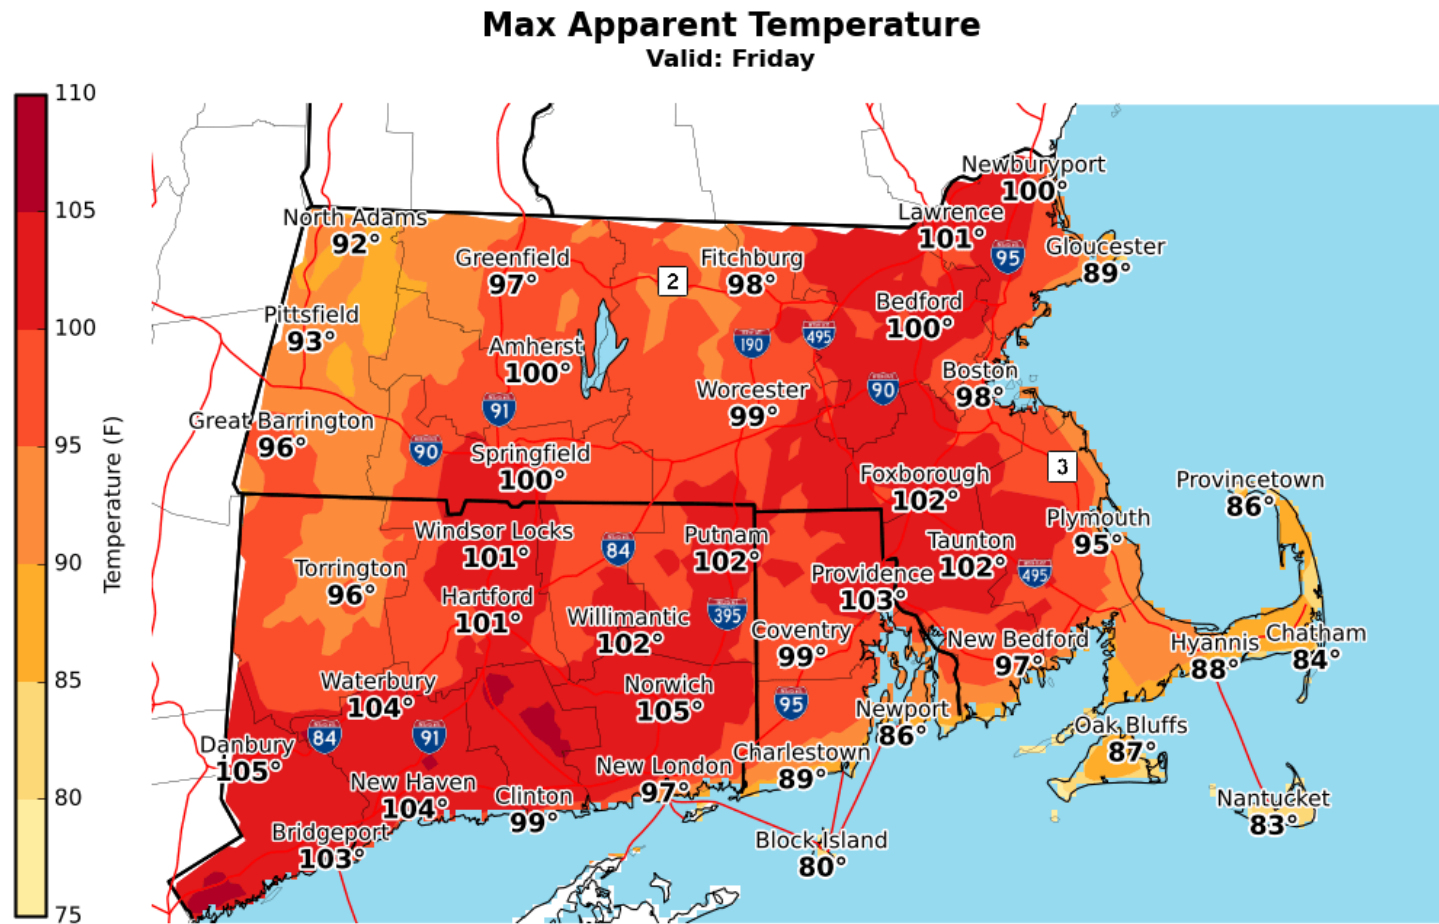 Max Apparent Temperature
Valid: Friday
110
105
100
95
90
85
80
75
Temperature (F)
Newburyport
100°
North Adams
92°
Lawrence
101°
95
Gloucester
89°
Greenfield
97°
2
Fitchburg
98°
Pittsfield
93°
Bedford
100°
190
495
Amherst
100°
Boston
98°
Worcester
99°
90
91
Great Barrington
96°
90
Springfield
100°
Foxborough
102°
3
Provincetown
86°
Windsor Locks
101°
84
Putnam
102°
Taunton
102°
Plymouth
95°
Torrington
96°
Providence
103°
495
Hartford
101°
Willimantic
102°
395
Coventry
99°
New Bedford
97°
Hyannis
88°
Chatham
84°
Waterbury
104°
Norwich
105°
95
Newport
86°
Oak Bluffs
87°
84
91
Danbury
105°
New London
97°
Charlestown
89°
New Haven
104°
Clinton
99°
Nantucket
83°
Bridgeport
103°
Block Island
80°